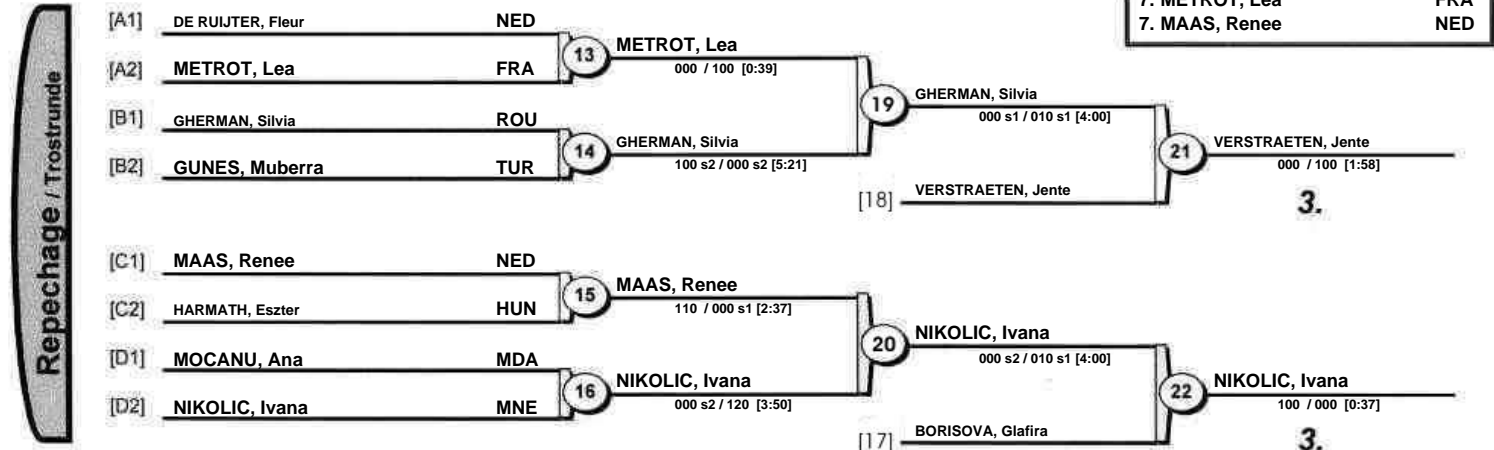 7. METROT, Lea FRA
7. MAAS, Renee NED
Repechage / Trostrunde
[A1] DE RUIJTER, Fleur NED
13 METROT, Lea
000 / 100 [0:39]
[A2] METROT, Lea FRA
19 GHERMAN, Silvia
000 s1 / 010 s1 [4:00]
[B1] GHERMAN, Silvia ROU
14 GHERMAN, Silvia
100 s2 / 000 s2 [5:21]
[B2] GUNES, Muberra TUR
21 VERSTRAETEN, Jente
000 / 100 [1:58]
[18] VERSTRAETEN, Jente
3.
[C1] MAAS, Renee NED
15 MAAS, Renee
110 / 000 s1 [2:37]
[C2] HARMATH, Eszter HUN
20 NIKOLIC, Ivana
000 s2 / 010 s1 [4:00]
[D1] MOCANU, Ana MDA
16 NIKOLIC, Ivana
000 s2 / 120 [3:50]
[D2] NIKOLIC, Ivana MNE
22 NIKOLIC, Ivana
100 / 000 [0:37]
[17] BORISOVA, Glafira
3.